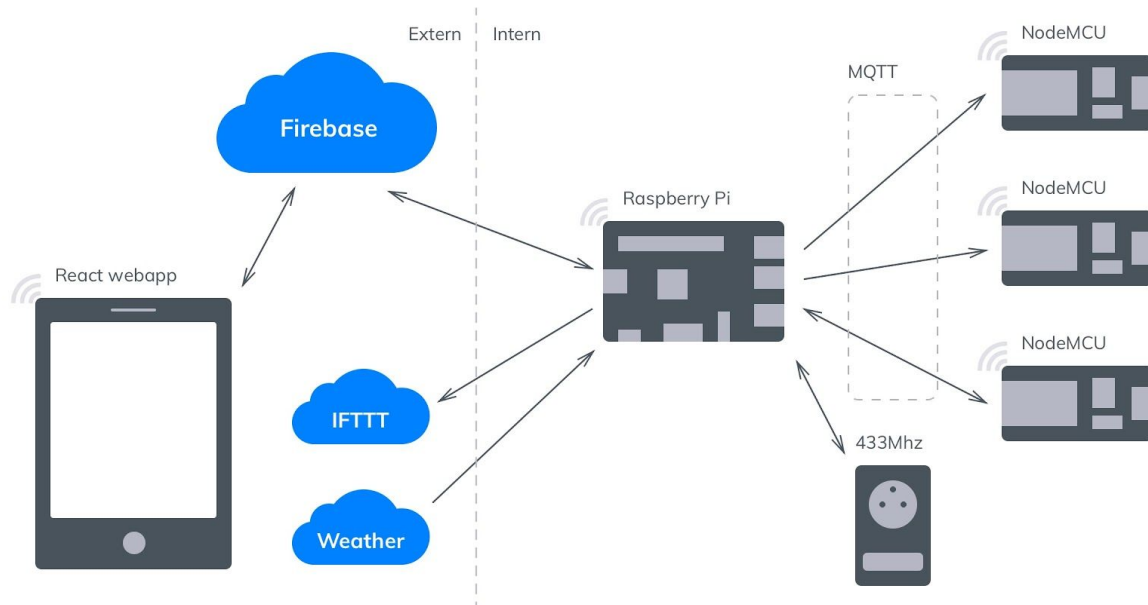 Extern
Intern
NodeMCU
MQTT
Firebase
NodeMCU
Raspberry Pi
React webapp
NodeMCU
IFTTT
433Mhz
Weather